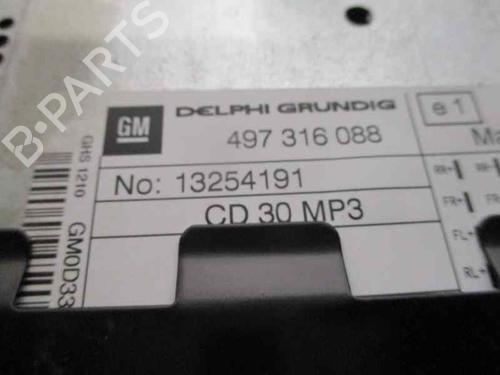 B-PARTS
GM
DELPHI GRUNDIG
497 316 088
e1
No: 13254191
CD 30 MP3
GHS 1210
GM0D33
RR+
FR+
FR+
FL+
RL+